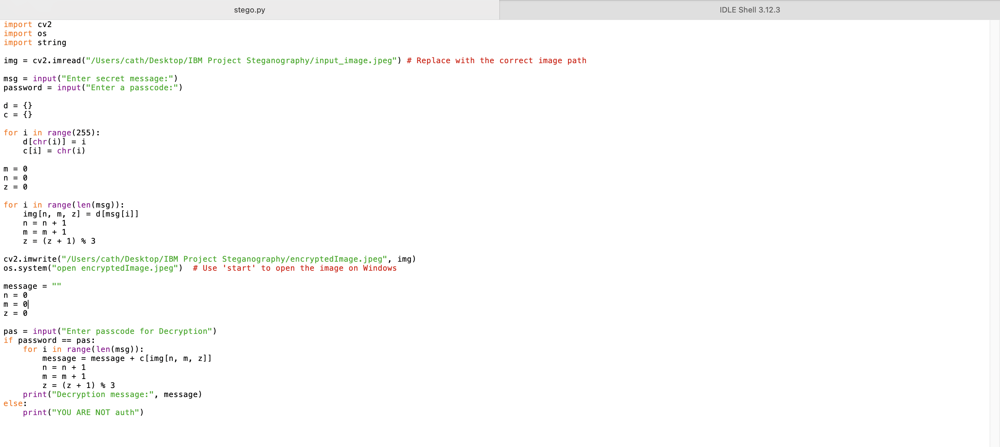 stego.py
IDLE Shell 3.12.3
import cv2
import os
import string
img = cv2.imread("/Users/cath/Desktop/IBM Project Steganography/input_image.jpeg") # Replace with the correct image path
msg = input("Enter secret message:")
password = input("Enter a passcode:")
d = {}
c = {}
for i in range(255):
    d[chr(i)] = i
    c[i] = chr(i)
m = 0
n = 0
z = 0
for i in range(len(msg)):
    img[n, m, z] = d[msg[i]]
    n = n + 1
    m = m + 1
    z = (z + 1) % 3
cv2.imwrite("/Users/cath/Desktop/IBM Project Steganography/encryptedImage.jpeg", img)
os.system("open encryptedImage.jpeg")  # Use 'start' to open the image on Windows
message = ""
n = 0
m = 0
z = 0
pas = input("Enter passcode for Decryption")
if password == pas:
    for i in range(len(msg)):
        message = message + c[img[n, m, z]]
        n = n + 1
        m = m + 1
        z = (z + 1) % 3
    print("Decryption message:", message)
else:
    print("YOU ARE NOT auth")